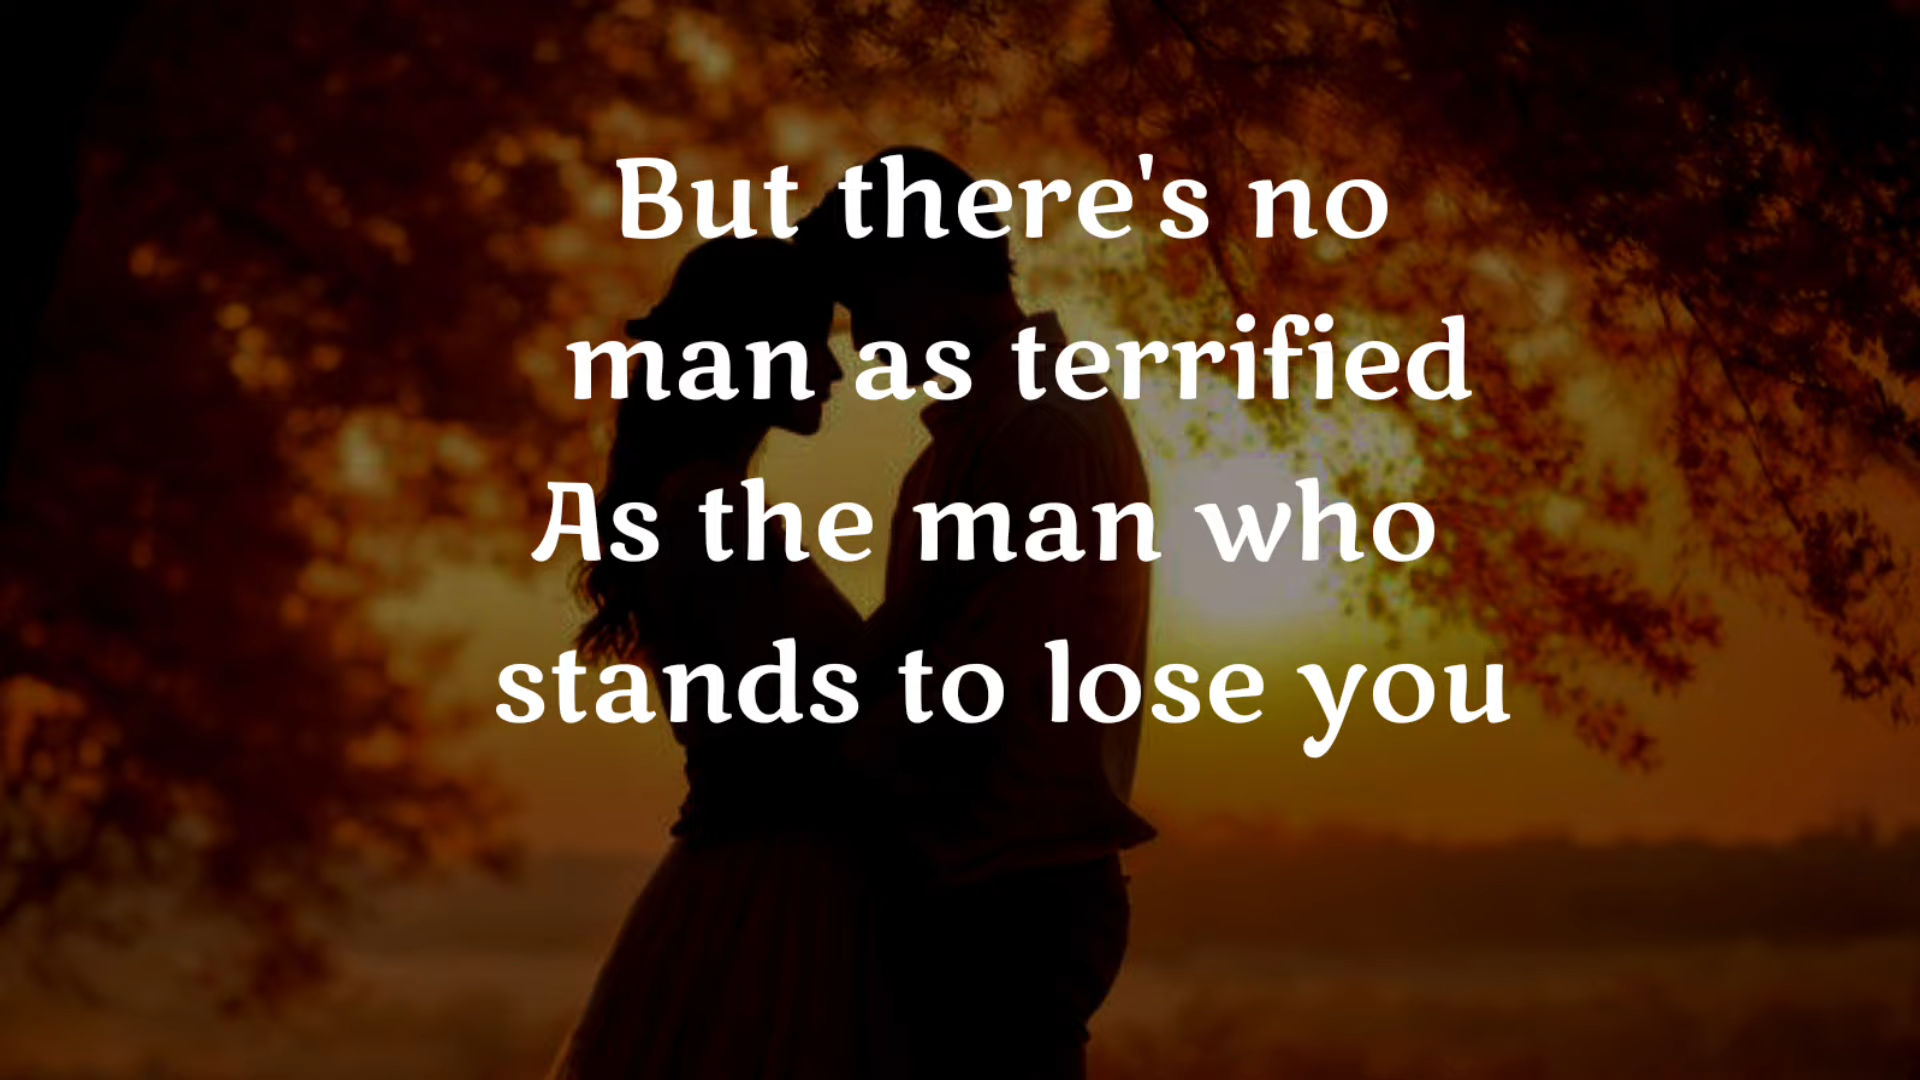 But there's no
man as terrified
As the man who
stands to lose you